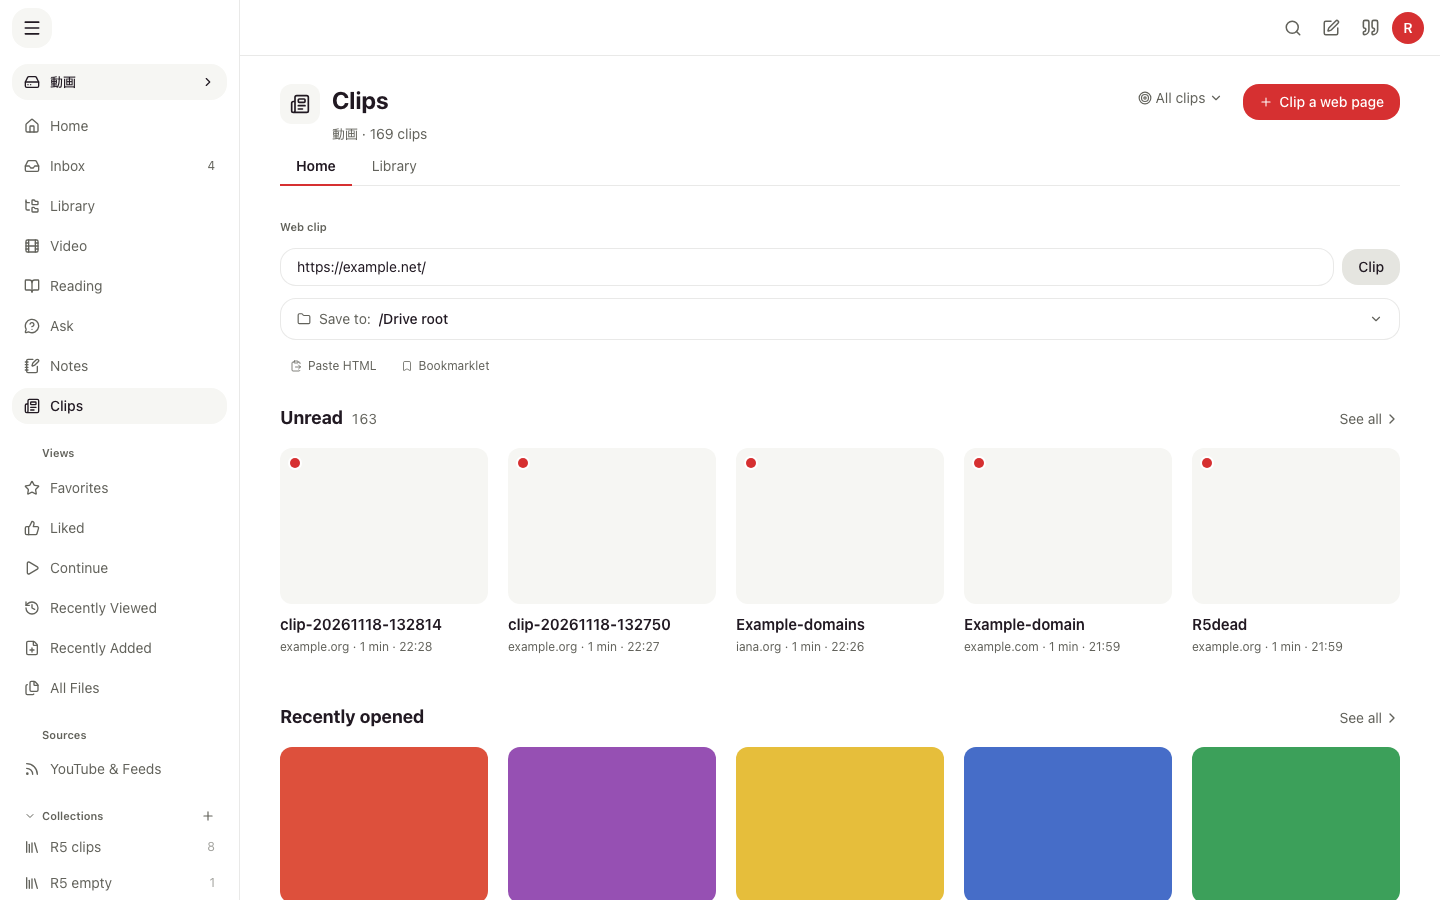 動画
Home
Inbox 4
Library
Video
Reading
Ask
Notes
Clips
Views
Favorites
Liked
Continue
Recently Viewed
Recently Added
All Files
Sources
YouTube & Feeds
Collections
R5 clips 8
R5 empty 1
R
Clips
動画 · 169 clips
All clips
Clip a web page
Home Library
Web clip
https://example.net/
Clip
Save to: /Drive root
Paste HTML Bookmarklet
Unread 163
See all
clip-20261118-132814
example.org · 1 min · 22:28
clip-20261118-132750
example.org · 1 min · 22:27
Example-domains
iana.org · 1 min · 22:26
Example-domain
example.com · 1 min · 21:59
R5dead
example.org · 1 min · 21:59
Recently opened
See all